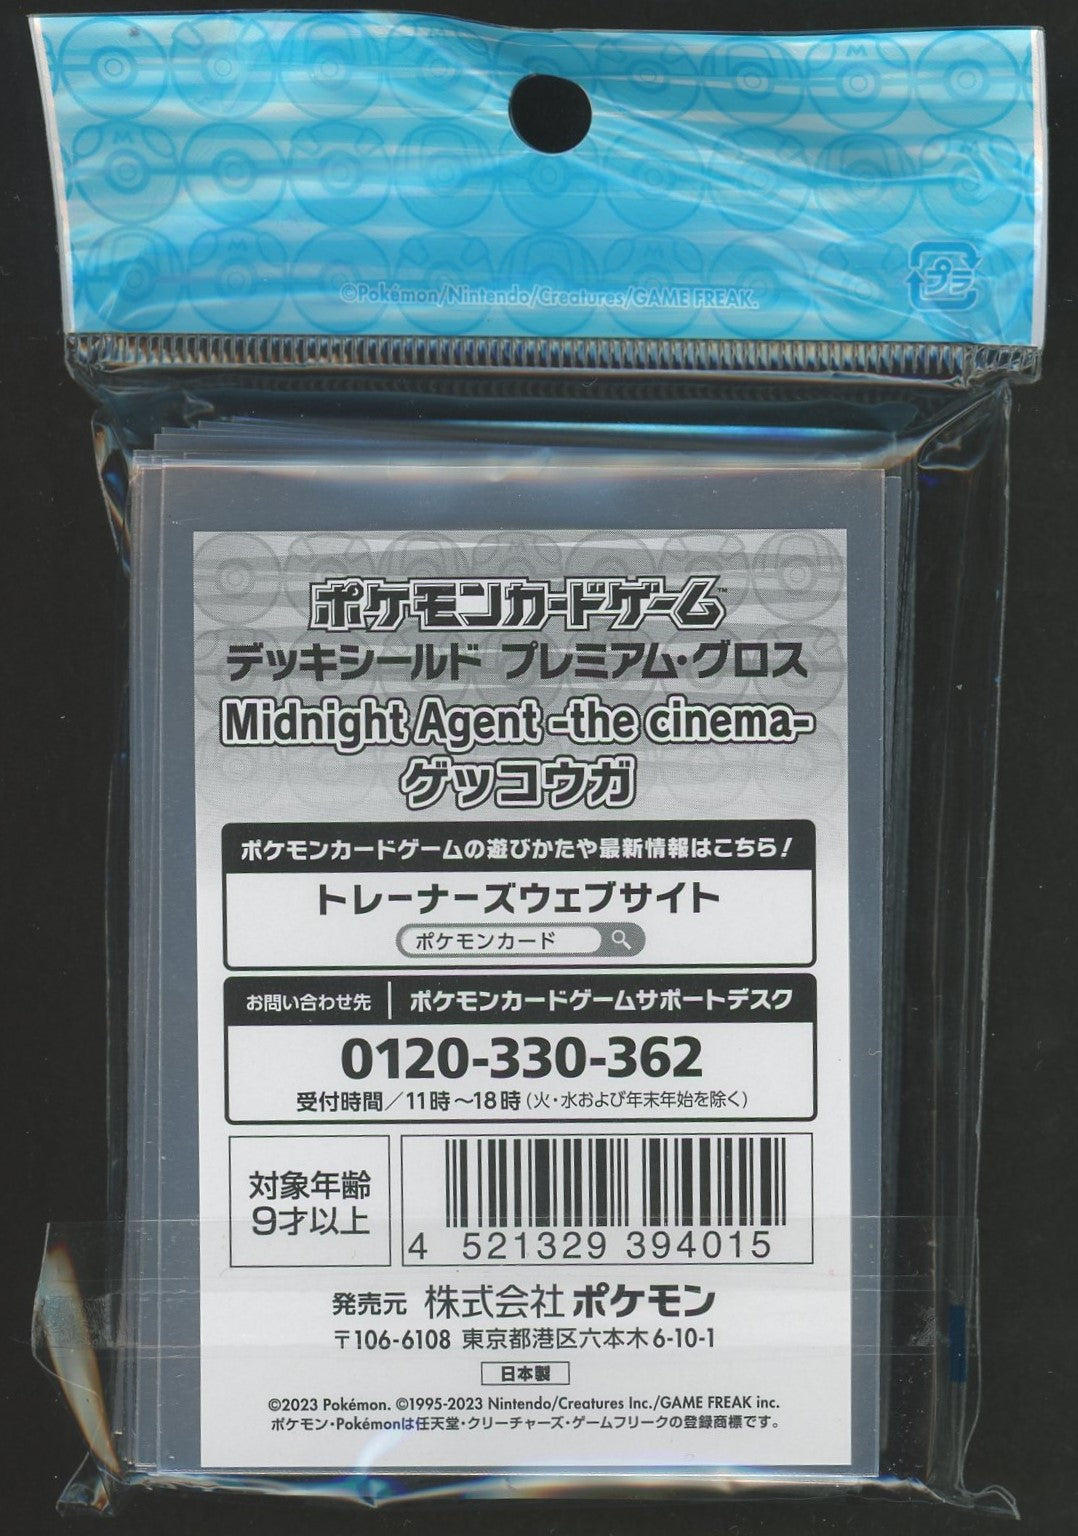 ©Pokémon/Nintendo/Creatures/GAME FREAK.
プラ
ポケモンカードゲーム™
デッキシールド プレミアム・グロス
Midnight Agent -the cinema-
ゲッコウガ
ポケモンカードゲームの遊びかたや最新情報はこちら!
トレーナーズウェブサイト
ポケモンカード
お問い合わせ先 ポケモンカードゲームサポートデスク
0120-330-362
受付時間/11時～18時(火・水および年末年始を除く)
対象年齢
9才以上
4 521329 394015
発売元 株式会社ポケモン
〒106-6108 東京都港区六本木6-10-1
日本製
©2023 Pokémon. ©1995-2023 Nintendo/Creatures Inc./GAME FREAK inc.
ポケモン・Pokémonは任天堂・クリーチャーズ・ゲームフリークの登録商標です。